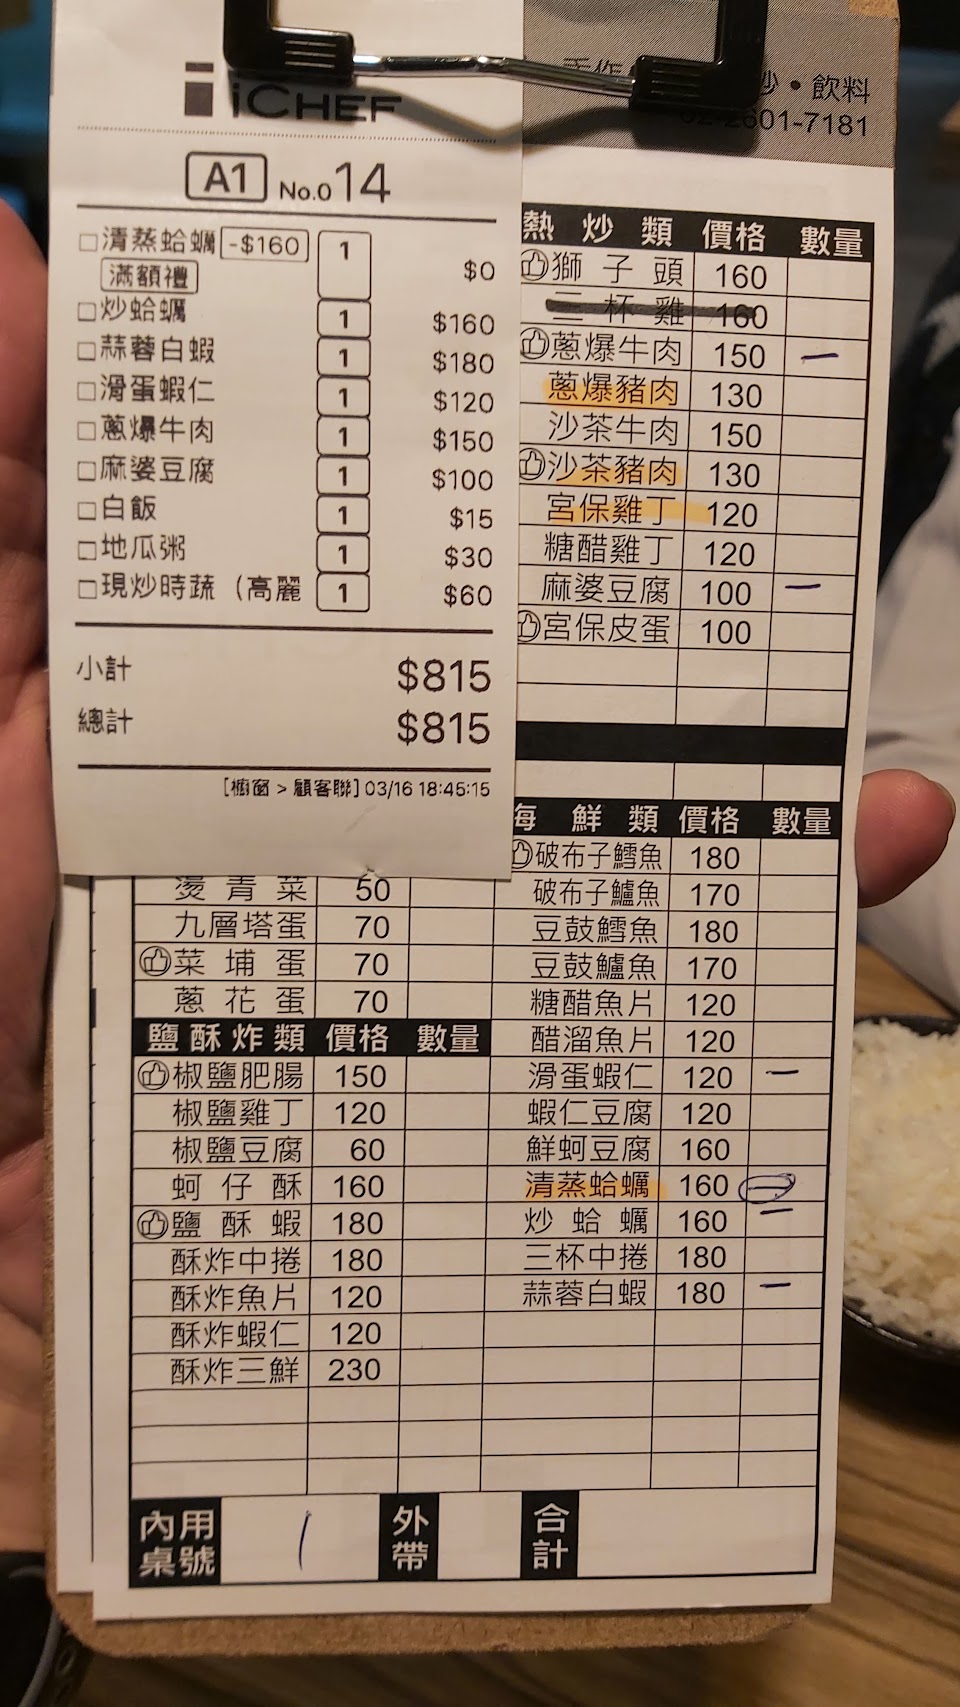 iCHEF
A1 No.014
□清蒸蛤蠣 -$160 1 $0
滿額禮
□炒蛤蠣 1 $160
□蒜蓉白蝦 1 $180
□滑蛋蝦仁 1 $120
□蔥爆牛肉 1 $150
□麻婆豆腐 1 $100
□白飯 1 $15
□地瓜粥 1 $30
□現炒時蔬（高麗 1 $60
小計 $815
總計 $815
[櫥窗 > 顧客聯] 03/16 18:45:15
炒・飲料
2601-7181
熱炒類 價格 數量
獅子頭 160
三杯雞 160
蔥爆牛肉 150 一
蔥爆豬肉 130
沙茶牛肉 150
沙茶豬肉 130
宮保雞丁 120
糖醋雞丁 120
麻婆豆腐 100 一
宮保皮蛋 100
海鮮類 價格 數量
破布子鱈魚 180
破布子鱸魚 170
豆鼓鱈魚 180
豆鼓鱸魚 170
糖醋魚片 120
醋溜魚片 120
滑蛋蝦仁 120 一
蝦仁豆腐 120
鮮蚵豆腐 160
清蒸蛤蠣 160 一
炒蛤蠣 160 一
三杯中捲 180
蒜蓉白蝦 180 一
燙青菜 50
九層塔蛋 70
菜埔蛋 70
蔥花蛋 70
鹽酥炸類 價格 數量
椒鹽肥腸 150
椒鹽雞丁 120
椒鹽豆腐 60
蚵仔酥 160
鹽酥蝦 180
酥炸中捲 180
酥炸魚片 120
酥炸蝦仁 120
酥炸三鮮 230
內用桌號 1 外帶 合計